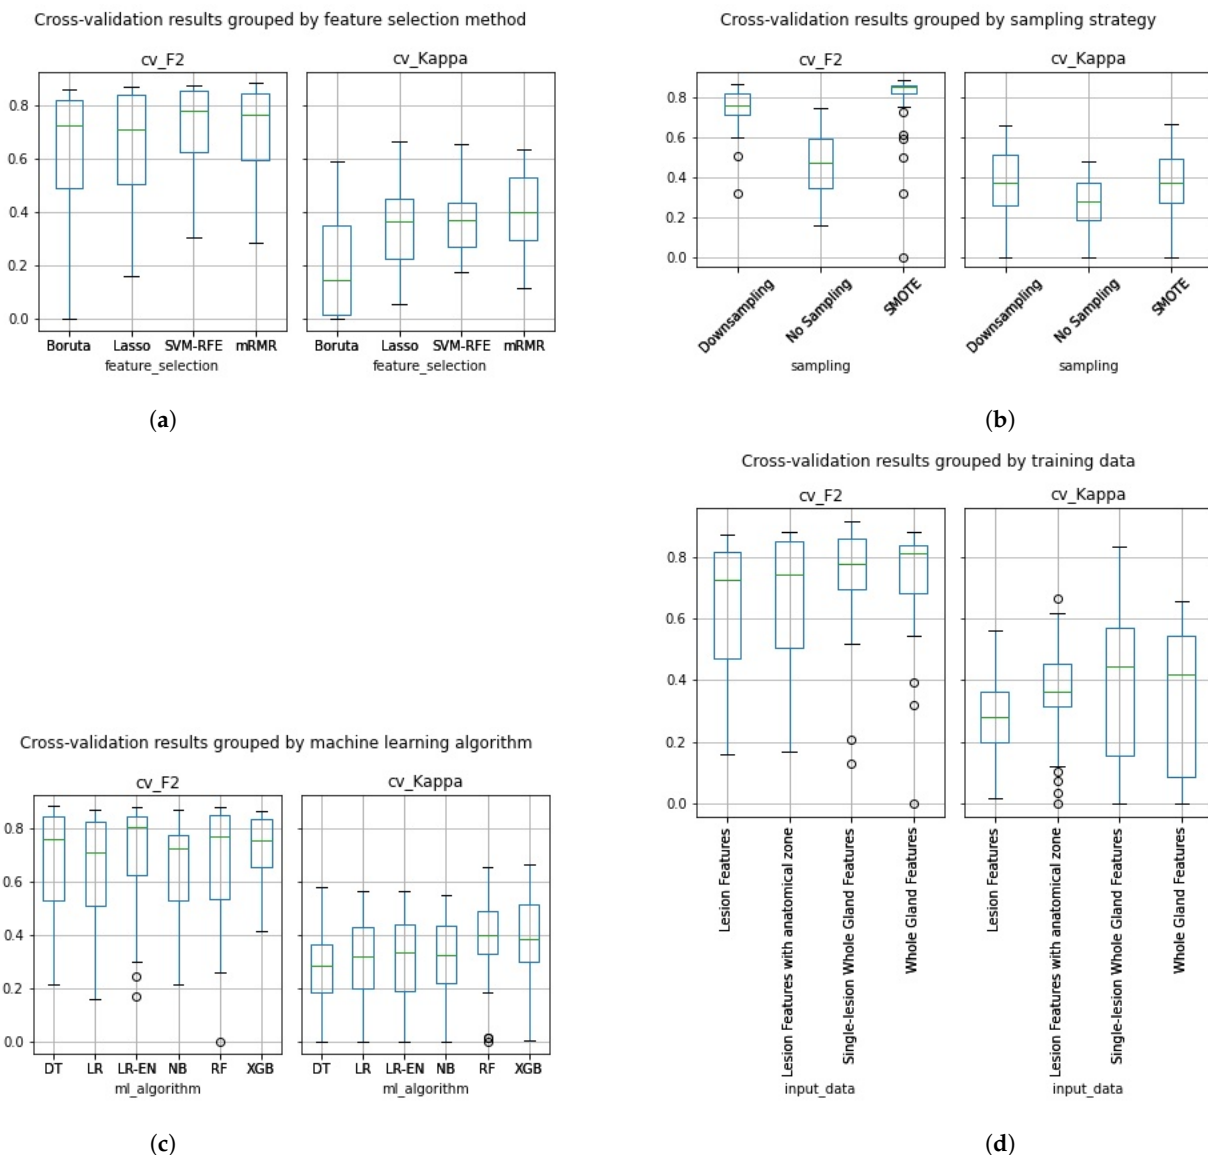 Cross-validation results grouped by feature selection method
cv_F2 cv_Kappa
0.8
0.6
0.4
0.2
0.0
Boruta Lasso SVM-RFE mRMR Boruta Lasso SVM-RFE mRMR
feature_selection feature_selection
(a)
Cross-validation results grouped by sampling strategy
cv_F2 cv_Kappa
0.8
0.6
0.4
0.2
0.0
Downsampling No Sampling SMOTE Downsampling No Sampling SMOTE
sampling sampling
(b)
Cross-validation results grouped by machine learning algorithm
cv_F2 cv_Kappa
0.8
0.6
0.4
0.2
0.0
DT LR LR-EN NB RF XGB DT LR LR-EN NB RF XGB
ml_algorithm ml_algorithm
(c)
Cross-validation results grouped by training data
cv_F2 cv_Kappa
0.8
0.6
0.4
0.2
0.0
Lesion Features
Lesion Features with anatomical zone
Single-lesion Whole Gland Features
Whole Gland Features
Lesion Features
Lesion Features with anatomical zone
Single-lesion Whole Gland Features
Whole Gland Features
input_data input_data
(d)